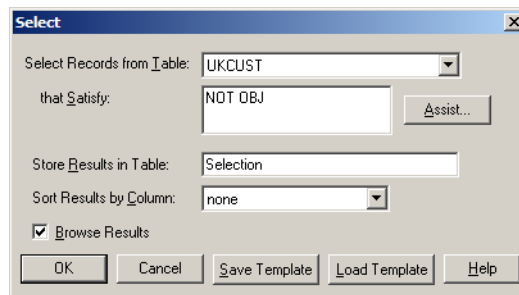 Select
Select Records from Table: UKCUST
that Satisfy: NOT OBJ
Assist...
Store Results in Table: Selection
Sort Results by Column: none
Browse Results
OK Cancel Save Template Load Template Help